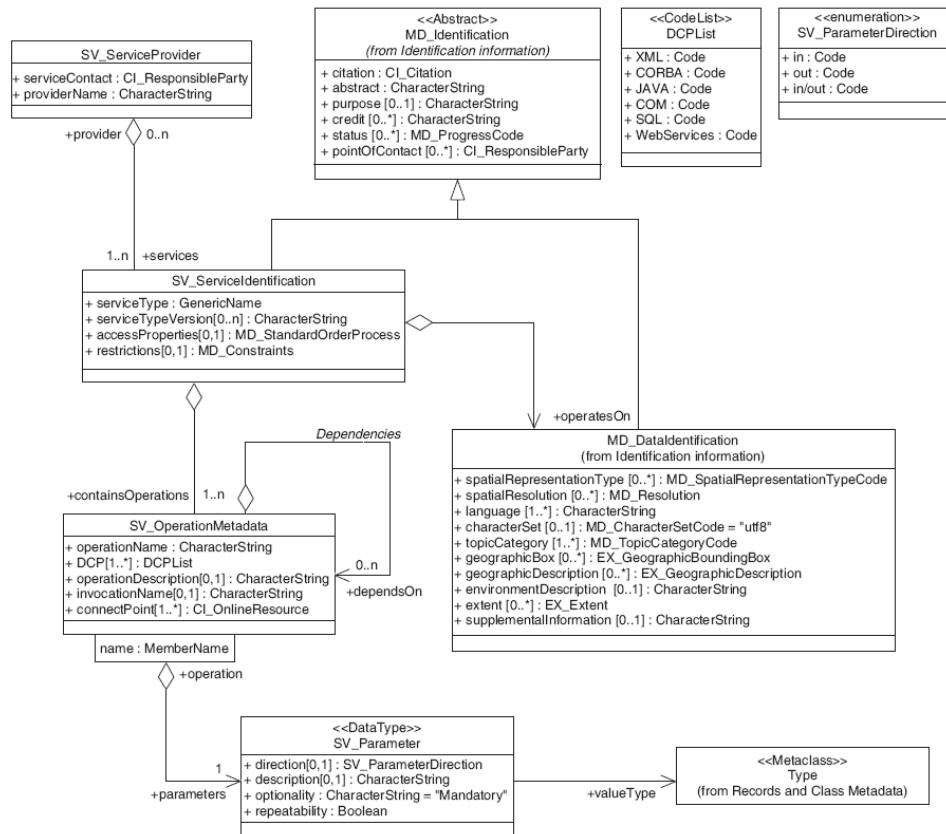 SV_ServiceProvider
+ serviceContact : CI_ResponsibleParty
+ providerName : CharacterString
+provider
0..n
1..n
+services
<<Abstract>>
MD_Identification
(from Identification information)
+ citation : CI_Citation
+ abstract : CharacterString
+ purpose [0..1] : CharacterString
+ credit [0..*] : CharacterString
+ status [0..*] : MD_ProgressCode
+ pointOfContact [0..*] : CI_ResponsibleParty
<<CodeList>>
DCPList
+ XML : Code
+ CORBA : Code
+ JAVA : Code
+ COM : Code
+ SQL : Code
+ WebServices : Code
<<enumeration>>
SV_ParameterDirection
+ in : Code
+ out : Code
+ in/out : Code
SV_ServiceIdentification
+ serviceType : GenericName
+ serviceTypeVersion[0..n] : CharacterString
+ accessProperties[0,1] : MD_StandardOrderProcess
+ restrictions[0,1] : MD_Constraints
+operatesOn
Dependencies
+containsOperations
1..n
SV_OperationMetadata
+ operationName : CharacterString
+ DCP[1..*] : DCPList
+ operationDescription[0,1] : CharacterString
+ invocationName[0,1] : CharacterString
+ connectPoint[1..*] : CI_OnlineResource
0..n
+dependsOn
name : MemberName
+operation
MD_DataIdentification
(from Identification information)
+ spatialRepresentationType [0..*] : MD_SpatialRepresentationTypeCode
+ spatialResolution [0..*] : MD_Resolution
+ language [1..*] : CharacterString
+ characterSet [0..1] : MD_CharacterSetCode = "utf8"
+ topicCategory [1..*] : MD_TopicCategoryCode
+ geographicBox [0..*] : EX_GeographicBoundingBox
+ geographicDescription [0..*] : EX_GeographicDescription
+ environmentDescription [0..1] : CharacterString
+ extent [0..*] : EX_Extent
+ supplementalInformation [0..1] : CharacterString
1
+parameters
<<DataType>>
SV_Parameter
+ direction[0,1] : SV_ParameterDirection
+ description[0,1] : CharacterString
+ optionality : CharacterString = "Mandatory"
+ repeatability : Boolean
+valueType
<<Metaclass>>
Type
(from Records and Class Metadata)